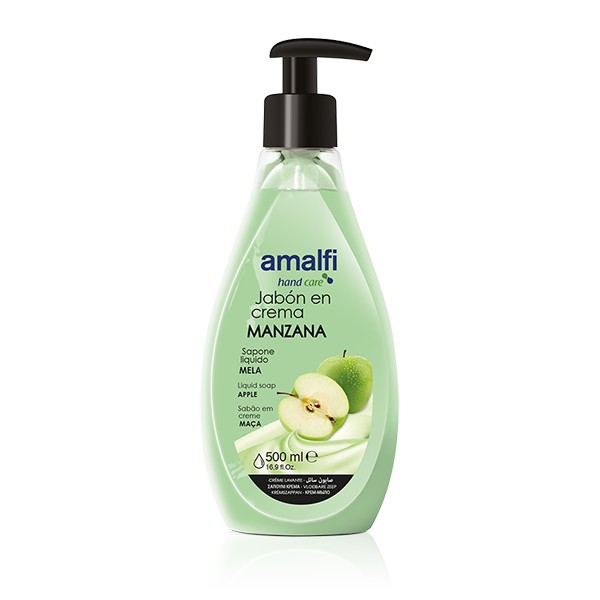 amalfi
hand care
Jabón en
crema
MANZANA
Sapone
liquido
MELA
Liquid soap
APPLE
Sabão em
creme
MAÇA
500 ml ℮
16,9 fl.Oz.
CRÈME LAVANTE - صابون سائل
ΣΑΠΟΥΝΙ ΚΡΕΜΑ - VLOEIBARE ZEEP
KRÉMSZAPPAN - КРЕМ-МЫЛО